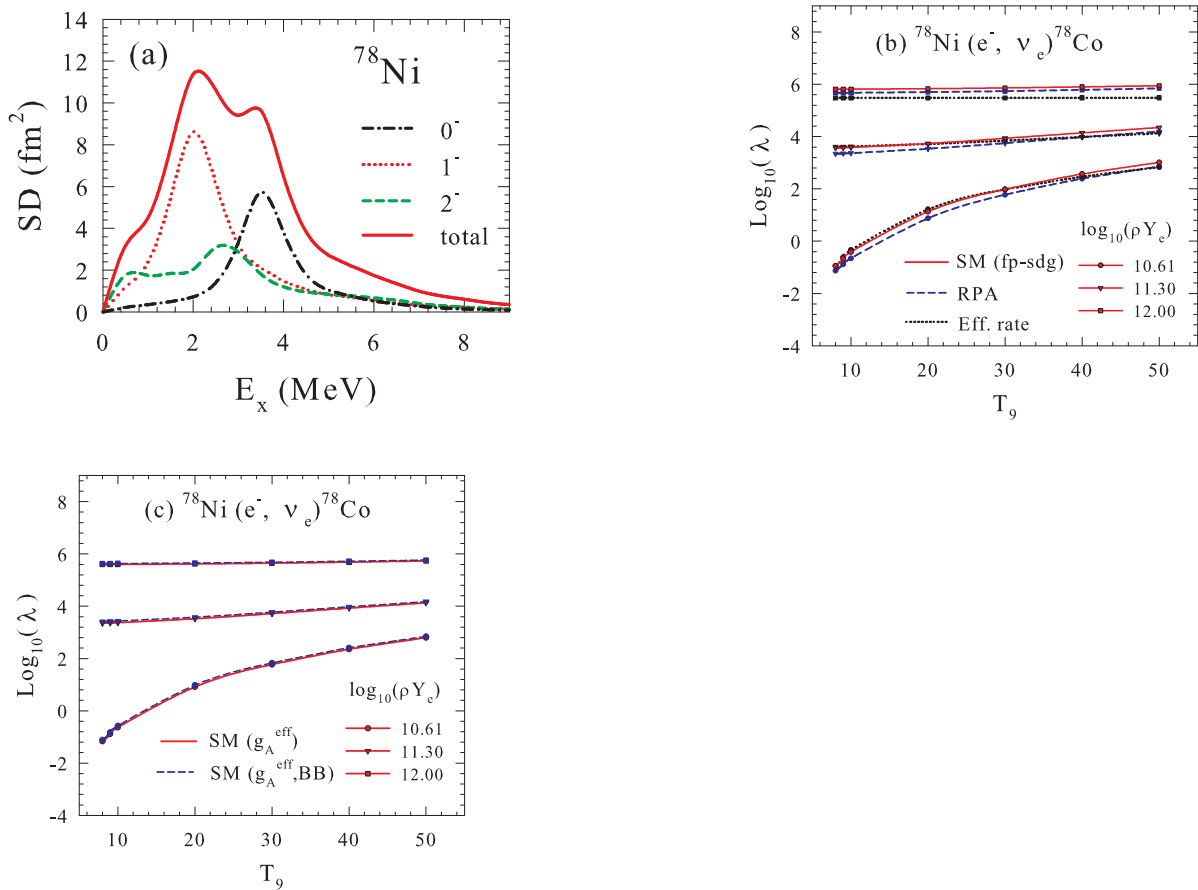 (a)
⁷⁸Ni
0⁻
1⁻
2⁻
total
SD (fm²)
14
12
10
8
6
4
2
0
0 2 4 6 8
Eₓ (MeV)
(b) ⁷⁸Ni (e⁻, νₑ)⁷⁸Co
Log₁₀(λ)
8
6
4
2
0
-2
-4
log₁₀(ρYₑ)
SM (fp-sdg)
RPA
Eff. rate
10.61
11.30
12.00
10 20 30 40 50
T₉
(c) ⁷⁸Ni (e⁻, νₑ)⁷⁸Co
Log₁₀(λ)
8
6
4
2
0
-2
-4
log₁₀(ρYₑ)
SM (g_A^eff)
SM (g_A^eff,BB)
10.61
11.30
12.00
10 20 30 40 50
T₉